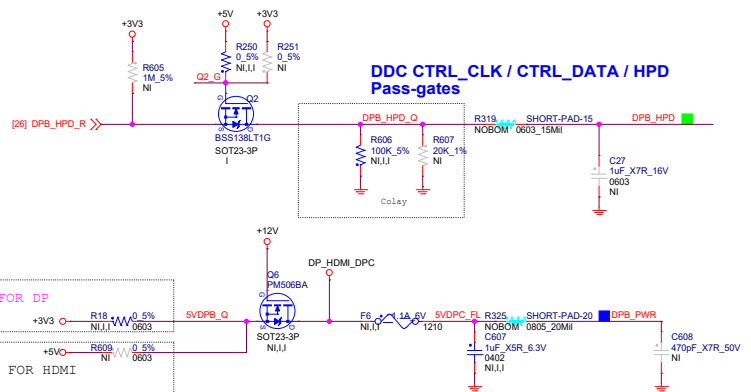 +3V3
+5V
+3V3
R605
1M_5%
NI
R250
0_5%
NI,I,I
R251
0_5%
NI
Q2_G
DDC CTRL_CLK / CTRL_DATA / HPD
Pass-gates
[26] DPB_HPD_R
G
Q2
S
D
BSS138LT1G
SOT23-3P
I
DPB_HPD_Q
R606
100K_5%
NI,I,I
R607
20K_1%
NI
Colay
R319
SHORT-PAD-15
NOBOM
0603_15Mil
DPB_HPD
C27
1uF_X7R_16V
0603
NI
+12V
Q6
PM506BA
G
S
D
SOT23-3P
NI,I,I
DP_HDMI_DPC
FOR DP
+3V3
R18
0_5%
NI,I,I
0603
5VDPB_Q
+5V
R609
0_5%
NI
0603
FOR HDMI
F6
1.1A_6V
NI,I,I
1210
5VDPC_FL
R325
SHORT-PAD-20
NOBOM
0805_20Mil
DPB_PWR
C607
1uF_X5R_6.3V
0402
NI,I,I
C608
470pF_X7R_50V
NI